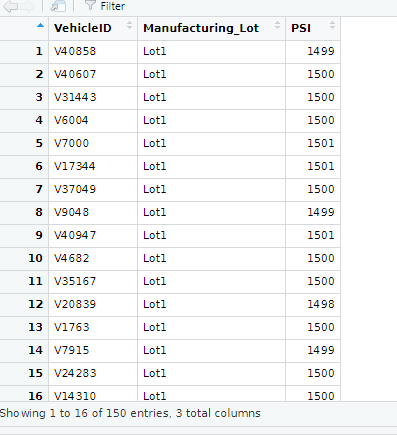 Filter
VehicleID Manufacturing_Lot PSI
1 V40858 Lot1 1499
2 V40607 Lot1 1500
3 V31443 Lot1 1500
4 V6004 Lot1 1500
5 V7000 Lot1 1501
6 V17344 Lot1 1501
7 V37049 Lot1 1500
8 V9048 Lot1 1499
9 V40947 Lot1 1501
10 V4682 Lot1 1500
11 V35167 Lot1 1500
12 V20839 Lot1 1498
13 V1763 Lot1 1500
14 V7915 Lot1 1499
15 V24283 Lot1 1500
16 V14310 Lot1 1500
Showing 1 to 16 of 150 entries, 3 total columns